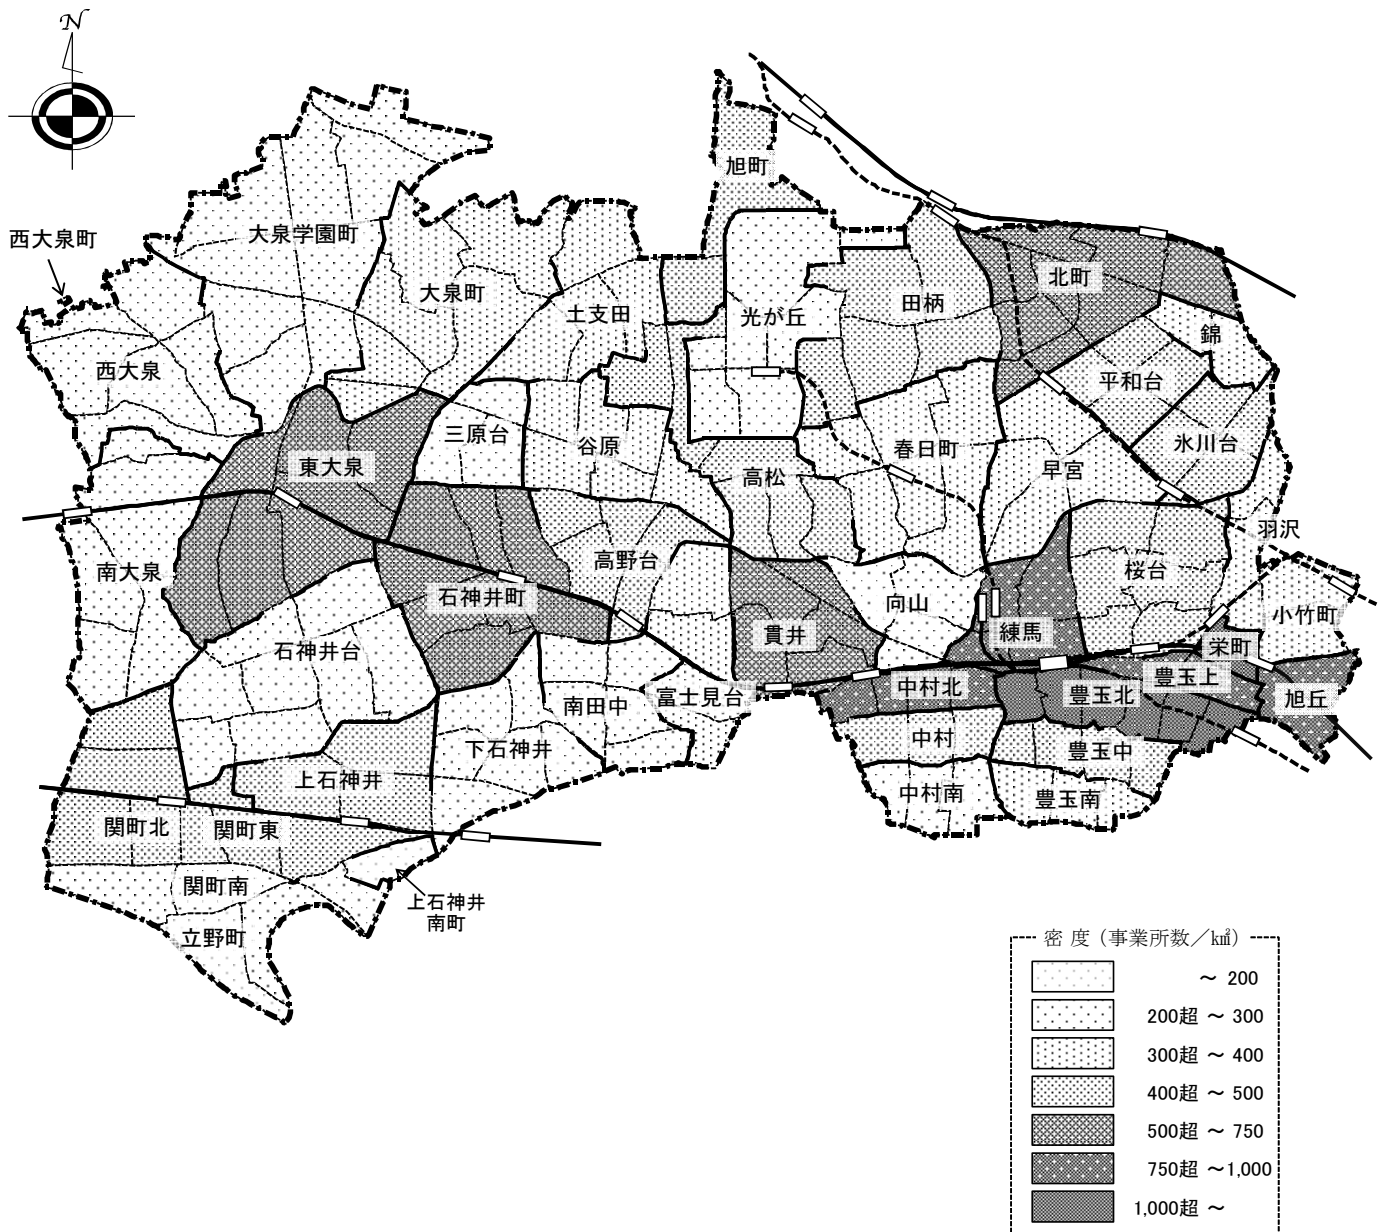 N
旭町
西大泉町
大泉学園町
大泉町
北町
土支田
光が丘
田柄
錦
西大泉
平和台
三原台
谷原
春日町
氷川台
東大泉
高松
早宮
羽沢
南大泉
高野台
桜台
石神井町
向山
小竹町
貫井
練馬
栄町
石神井台
豊玉上
中村北
豊玉北
旭丘
富士見台
南田中
下石神井
中村
豊玉中
上石神井
中村南
豊玉南
関町北
関町東
関町南
上石神井
南町
立野町
密 度 (事業所数／㎢)
～ 200
200超 ～ 300
300超 ～ 400
400超 ～ 500
500超 ～ 750
750超 ～1,000
1,000超 ～